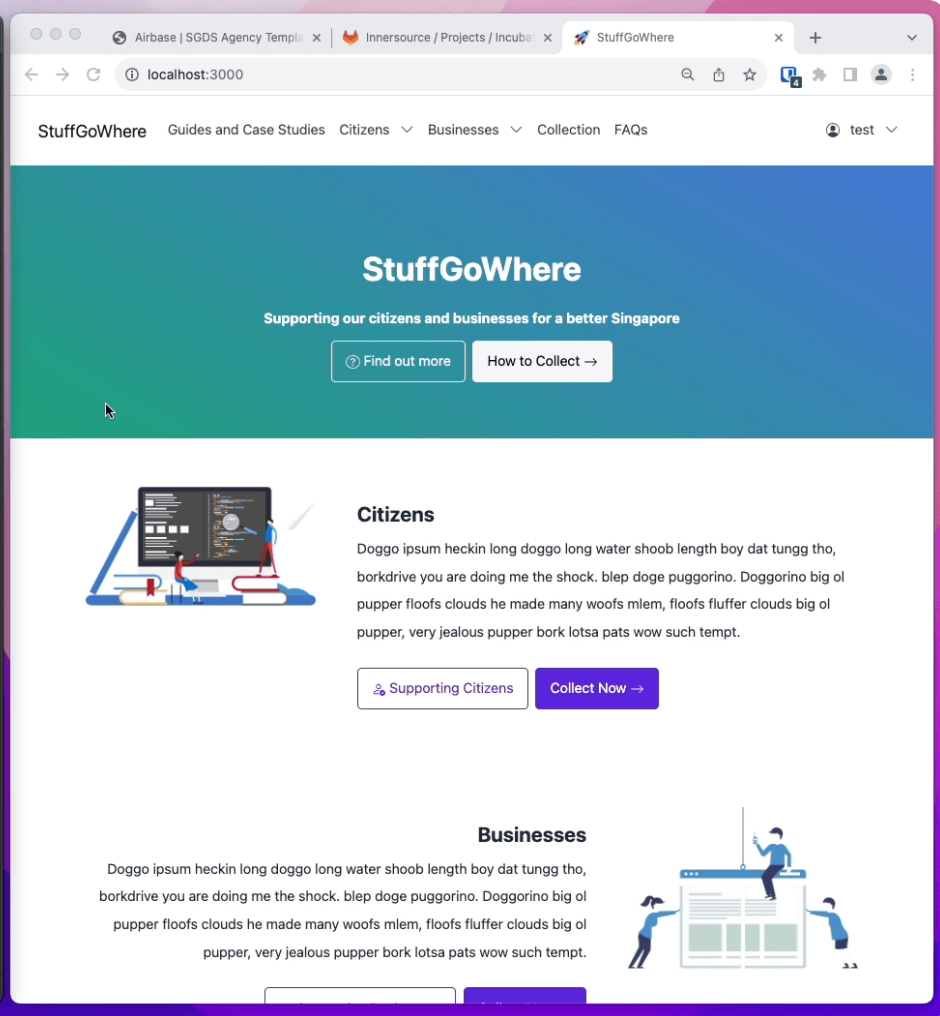 Airbase | SGDS Agency Templa
Innersource / Projects / Incuba
StuffGoWhere
localhost:3000
4
StuffGoWhere Guides and Case Studies Citizens Businesses Collection FAQs test
StuffGoWhere
Supporting our citizens and businesses for a better Singapore
Find out more How to Collect →
Citizens
Doggo ipsum heckin long doggo long water shoob length boy dat tungg tho,
borkdrive you are doing me the shock. blep doge puggorino. Doggorino big ol
pupper floofs clouds he made many woofs mlem, floofs fluffer clouds big ol
pupper, very jealous pupper bork lotsa pats wow such tempt.
Supporting Citizens Collect Now →
Businesses
Doggo ipsum heckin long doggo long water shoob length boy dat tungg tho,
borkdrive you are doing me the shock. blep doge puggorino. Doggorino big ol
pupper floofs clouds he made many woofs mlem, floofs fluffer clouds big ol
pupper, very jealous pupper bork lotsa pats wow such tempt.